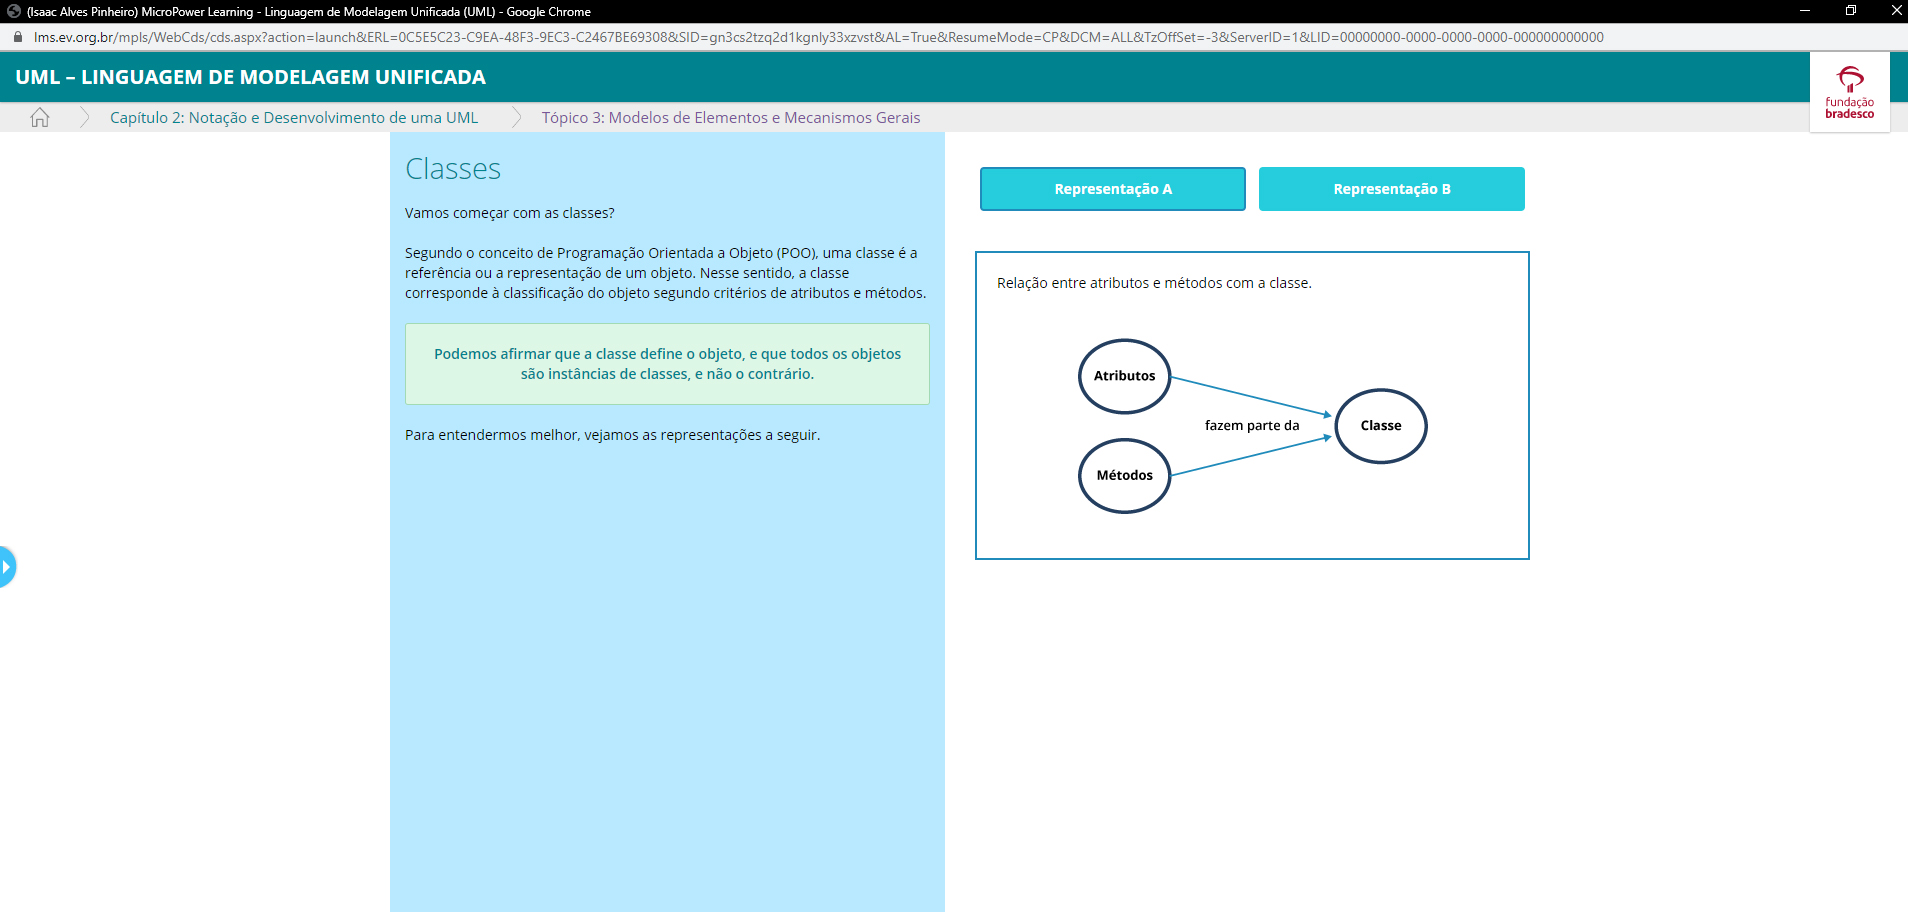 (Isaac Alves Pinheiro) MicroPower Learning - Linguagem de Modelagem Unificada (UML) - Google Chrome
lms.ev.org.br/mpls/WebCds/cds.aspx?action=launch&ERL=0C5E5C23-C9EA-48F3-9EC3-C2467BE69308&SID=gn3cs2tzq2d1kgnly33xzvst&AL=True&ResumeMode=CP&DCM=ALL&TzOffSet=-3&ServerID=1&LID=00000000-0000-0000-0000-000000000000
UML – LINGUAGEM DE MODELAGEM UNIFICADA
fundação
bradesco
Capítulo 2: Notação e Desenvolvimento de uma UML
Tópico 3: Modelos de Elementos e Mecanismos Gerais
Classes
Vamos começar com as classes?
Segundo o conceito de Programação Orientada a Objeto (POO), uma classe é a
referência ou a representação de um objeto. Nesse sentido, a classe
corresponde à classificação do objeto segundo critérios de atributos e métodos.
Podemos afirmar que a classe define o objeto, e que todos os objetos
são instâncias de classes, e não o contrário.
Para entendermos melhor, vejamos as representações a seguir.
Representação A
Representação B
Relação entre atributos e métodos com a classe.
Atributos
fazem parte da
Classe
Métodos